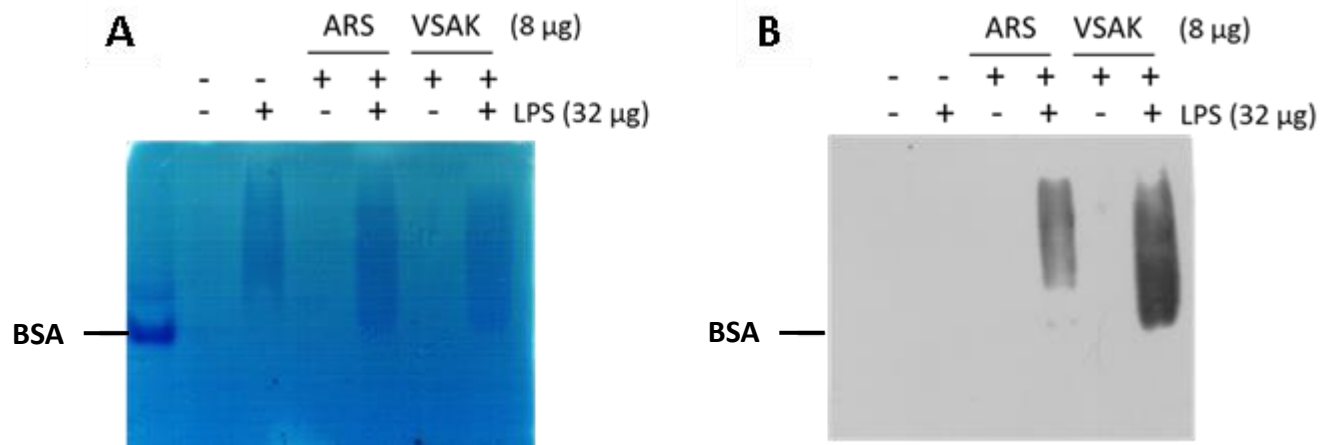 A
ARS VSAK (8 µg)
- - + + + +
- + - + - + LPS (32 µg)
BSA
B
ARS VSAK (8 µg)
- - + + + +
- + - + - + LPS (32 µg)
BSA